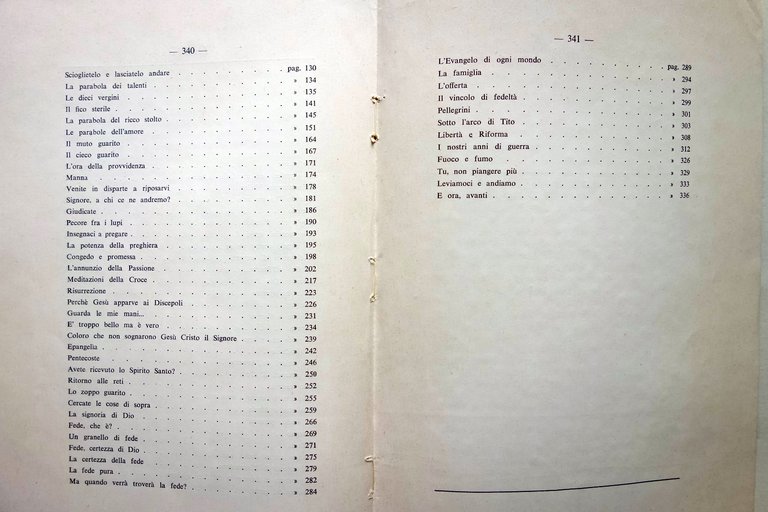 — 340 —
Scioglietelo e lasciatelo andare . . . . . . . . . pag. 130
La parabola dei talenti . . . . . . . . . . » 134
Le dieci vergini . . . . . . . . . . . . » 135
Il fico sterile . . . . . . . . . . . . » 141
La parabola del ricco stolto . . . . . . . . . » 145
Le parabole dell'amore . . . . . . . . . . » 151
Il muto guarito . . . . . . . . . . . . » 164
Il cieco guarito . . . . . . . . . . . . » 167
L'ora della provvidenza . . . . . . . . . . » 171
Manna . . . . . . . . . . . . . . » 174
Venite in disparte a riposarvi . . . . . . . . . » 178
Signore, a chi ce ne andremo? . . . . . . . . . » 181
Giudicate . . . . . . . . . . . . . » 186
Pecore fra i lupi . . . . . . . . . . . » 190
Insegnaci a pregare . . . . . . . . . . . » 193
La potenza della preghiera . . . . . . . . . » 195
Congedo e promessa . . . . . . . . . . . » 198
L'annunzio della Passione . . . . . . . . . . » 202
Meditazioni della Croce . . . . . . . . . . » 217
Risurrezione . . . . . . . . . . . . . » 223
Perchè Gesù apparve ai Discepoli . . . . . . . . » 226
Guarda le mie mani... . . . . . . . . . . . » 231
E' troppo bello ma è vero . . . . . . . . . . » 234
Coloro che non sognarono Gesù Cristo il Signore . . . . » 239
Epangelia . . . . . . . . . . . . . » 242
Pentecoste . . . . . . . . . . . . . » 246
Avete ricevuto lo Spirito Santo? . . . . . . . . » 250
Ritorno alle reti . . . . . . . . . . . » 252
Lo zoppo guarito . . . . . . . . . . . » 255
Cercate le cose di sopra . . . . . . . . . . » 259
La signoria di Dio . . . . . . . . . . . » 266
Fede, che è? . . . . . . . . . . . . » 269
Un granello di fede . . . . . . . . . . . » 271
Fede, certezza di Dio . . . . . . . . . . » 275
La certezza della fede . . . . . . . . . . » 279
La fede pura . . . . . . . . . . . . » 282
Ma quando verrà troverà la fede? . . . . . . . . » 284
— 341 —
L'Evangelo di ogni mondo . . . . . . . . . pag. 289
La famiglia . . . . . . . . . . . . » 294
L'offerta . . . . . . . . . . . . . » 297
Il vincolo di fedeltà . . . . . . . . . . » 299
Pellegrini . . . . . . . . . . . . . » 301
Sotto l'arco di Tito . . . . . . . . . . » 303
Libertà e Riforma . . . . . . . . . . . » 308
I nostri anni di guerra . . . . . . . . . . » 312
Fuoco e fumo . . . . . . . . . . . . » 326
Tu, non piangere più . . . . . . . . . . » 329
Leviamoci e andiamo . . . . . . . . . . » 333
E ora, avanti . . . . . . . . . . . . » 336